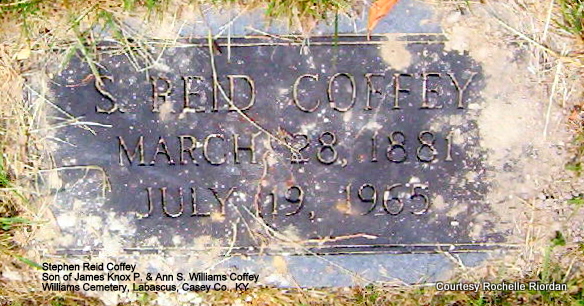 S. REID COFFEY
MARCH 28, 1881
JULY 19, 1965
Stephen Reid Coffey
Son of James Knox P. & Ann S. Williams Coffey
Williams Cemetery, Labascus, Casey Co., KY
Courtesy Rochelle Riordan